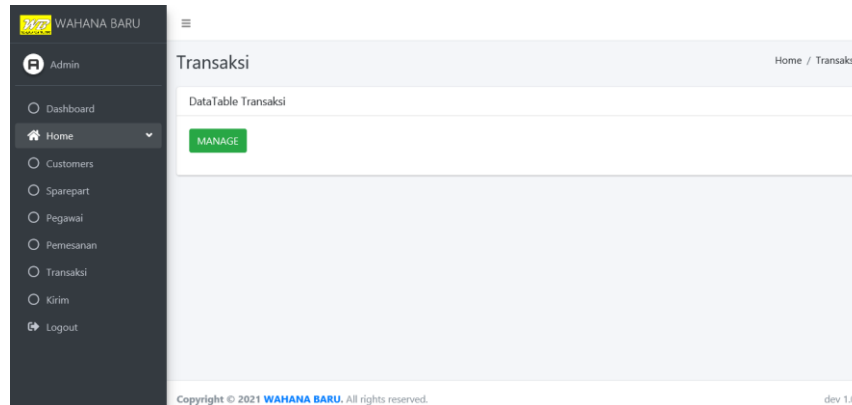 WB WAHANA BARU
Admin
Dashboard
Home
Customers
Sparepart
Pegawai
Pemesanan
Transaksi
Kirim
Logout
Transaksi
Home / Transaks
DataTable Transaksi
MANAGE
Copyright © 2021 WAHANA BARU. All rights reserved.
dev 1.